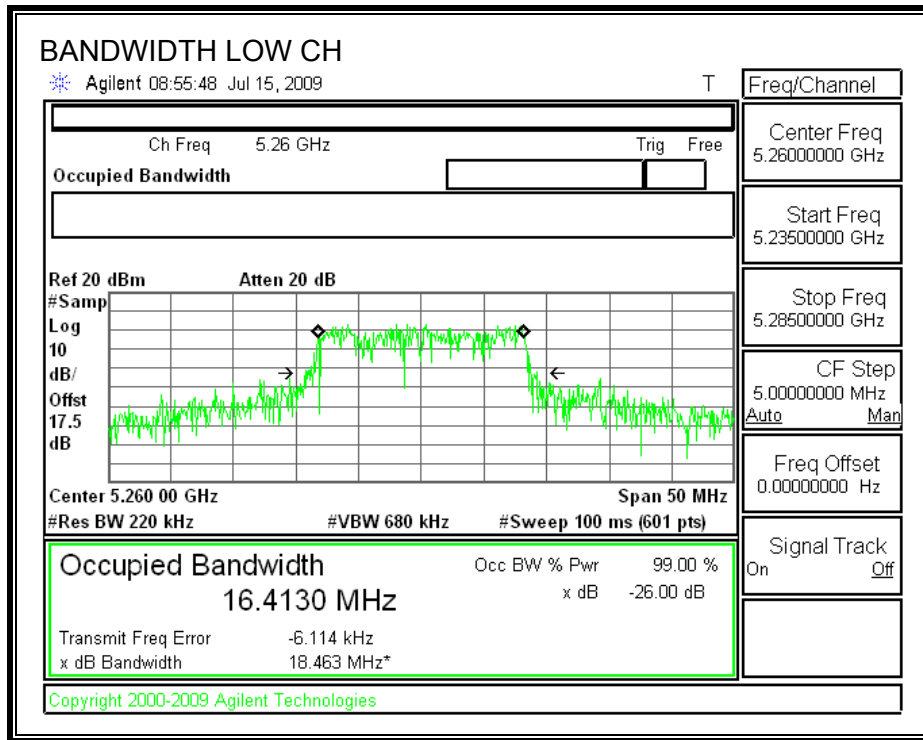 BANDWIDTH LOW CH
Agilent 08:55:48 Jul 15, 2009 T
Ch Freq 5.26 GHz Trig Free
Occupied Bandwidth
Ref 20 dBm Atten 20 dB
#Samp
Log
10
dB/
Offst
17.5
dB
Center 5.260 00 GHz Span 50 MHz
#Res BW 220 kHz #VBW 680 kHz #Sweep 100 ms (601 pts)
Occupied Bandwidth Occ BW % Pwr 99.00 %
16.4130 MHz x dB -26.00 dB
Transmit Freq Error -6.114 kHz
x dB Bandwidth 18.463 MHz*
Copyright 2000-2009 Agilent Technologies
Freq/Channel
Center Freq
5.26000000 GHz
Start Freq
5.23500000 GHz
Stop Freq
5.28500000 GHz
CF Step
5.00000000 MHz
Auto Man
Freq Offset
0.00000000 Hz
Signal Track
On Off